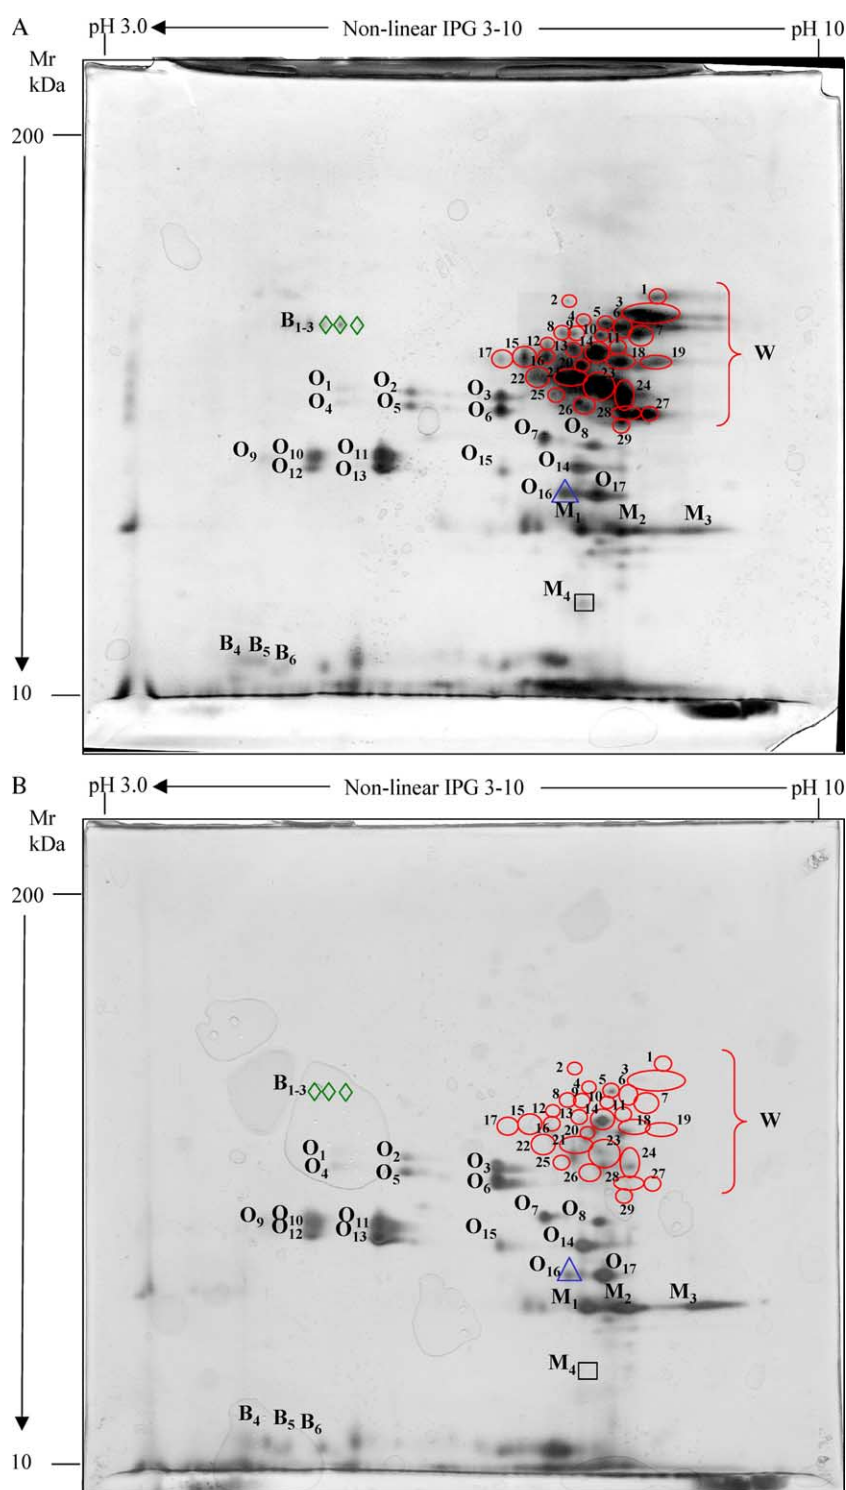 A pH 3.0 Non-linear IPG 3-10 pH 10
Mr
kDa
200
1
2
3
4 5 6
8 9 10 11 7
W
B₁₋₃
12 13 14
17 15 16 18 19
20
22 21 23 24
O₁ O₂
25
O₃
O₄ O₅ 26 28 27
O₆
29
O₇ O₈
O₉ O₁₀ O₁₁
O₁₂ O₁₃ O₁₅ O₁₄
O₁₆ O₁₇
M₁ M₂ M₃
M₄
B₄ B₅ B₆
10
B pH 3.0 Non-linear IPG 3-10 pH 10
Mr
kDa
200
1
2
3
4 5 6
B₁₋₃
8 9 10 7
12 13 14 11
17 15 16 18 19
W
20
22 21 23 24
O₁ O₂
O₃ 25
O₄ O₅ 26 28 27
O₆
29
O₇ O₈
O₉ O₁₀ O₁₁
O₁₂ O₁₃ O₁₅ O₁₄
O₁₆ O₁₇
M₁ M₂ M₃
M₄
B₄ B₅ B₆
10